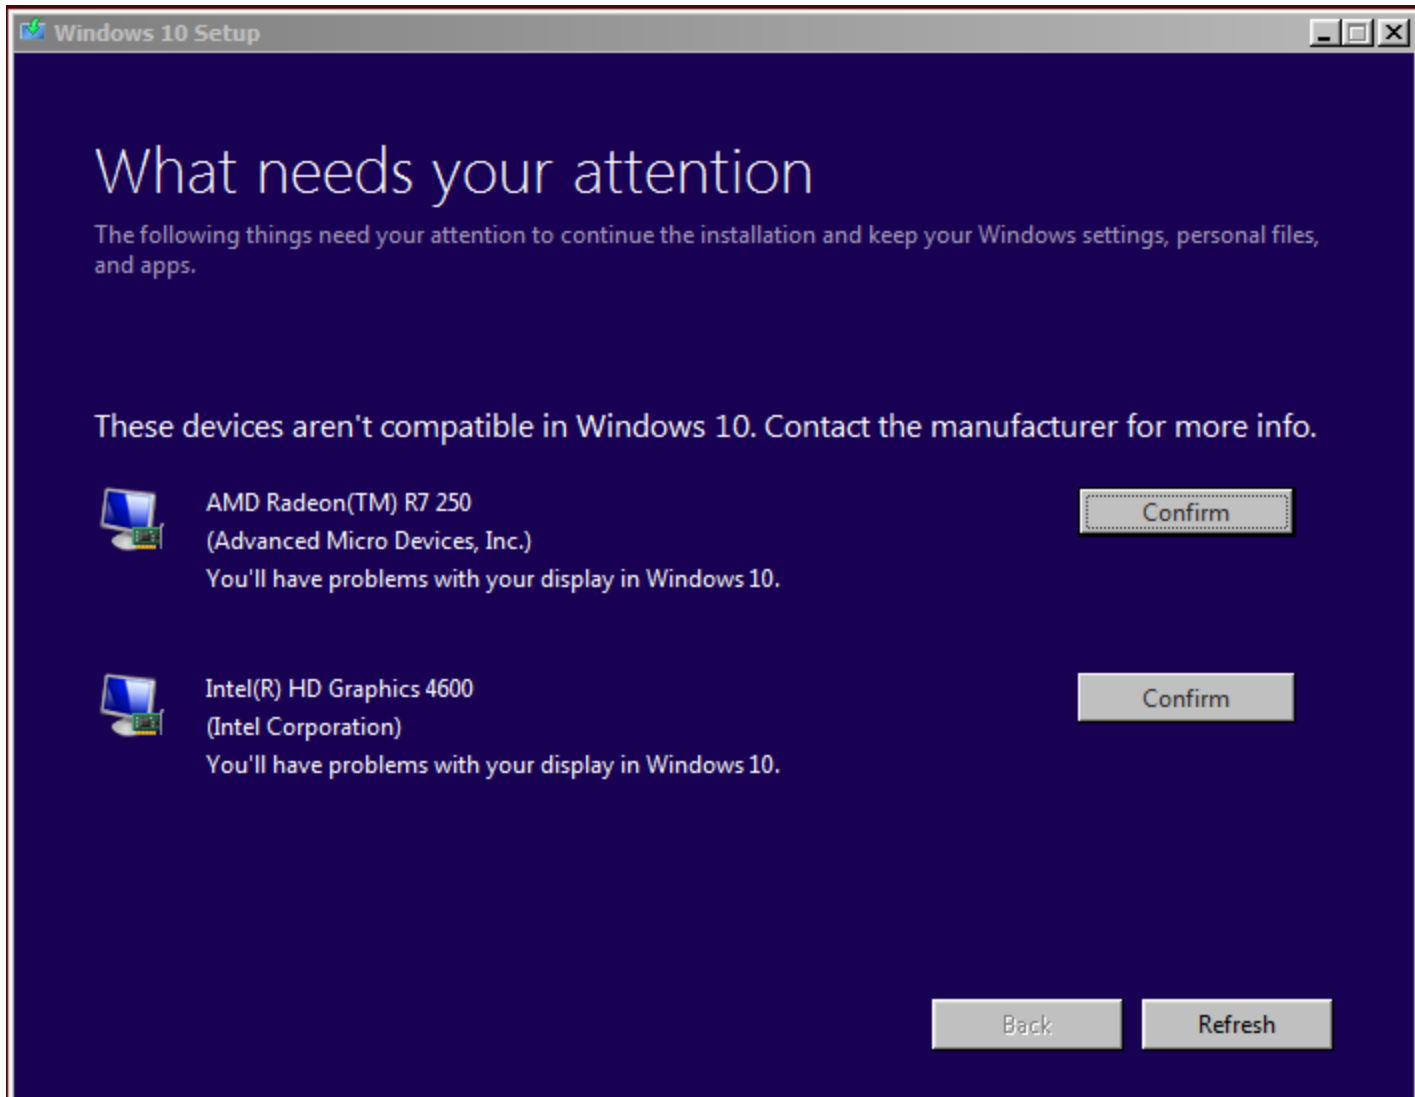 Windows 10 Setup
What needs your attention
The following things need your attention to continue the installation and keep your Windows settings, personal files,
and apps.
These devices aren't compatible in Windows 10. Contact the manufacturer for more info.
AMD Radeon(TM) R7 250
Confirm
(Advanced Micro Devices, Inc.)
You'll have problems with your display in Windows 10.
Intel(R) HD Graphics 4600
Confirm
(Intel Corporation)
You'll have problems with your display in Windows 10.
Back
Refresh